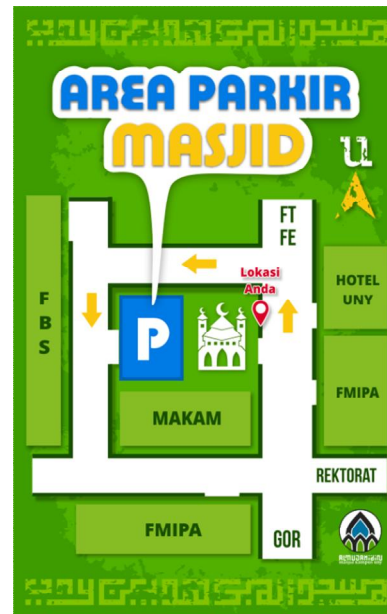 AREA PARKIR
MASJID
u
FT
FE
Lokasi
Anda
HOTEL
UNY
F
B
S
P
FMIPA
MAKAM
REKTORAT
FMIPA
GOR